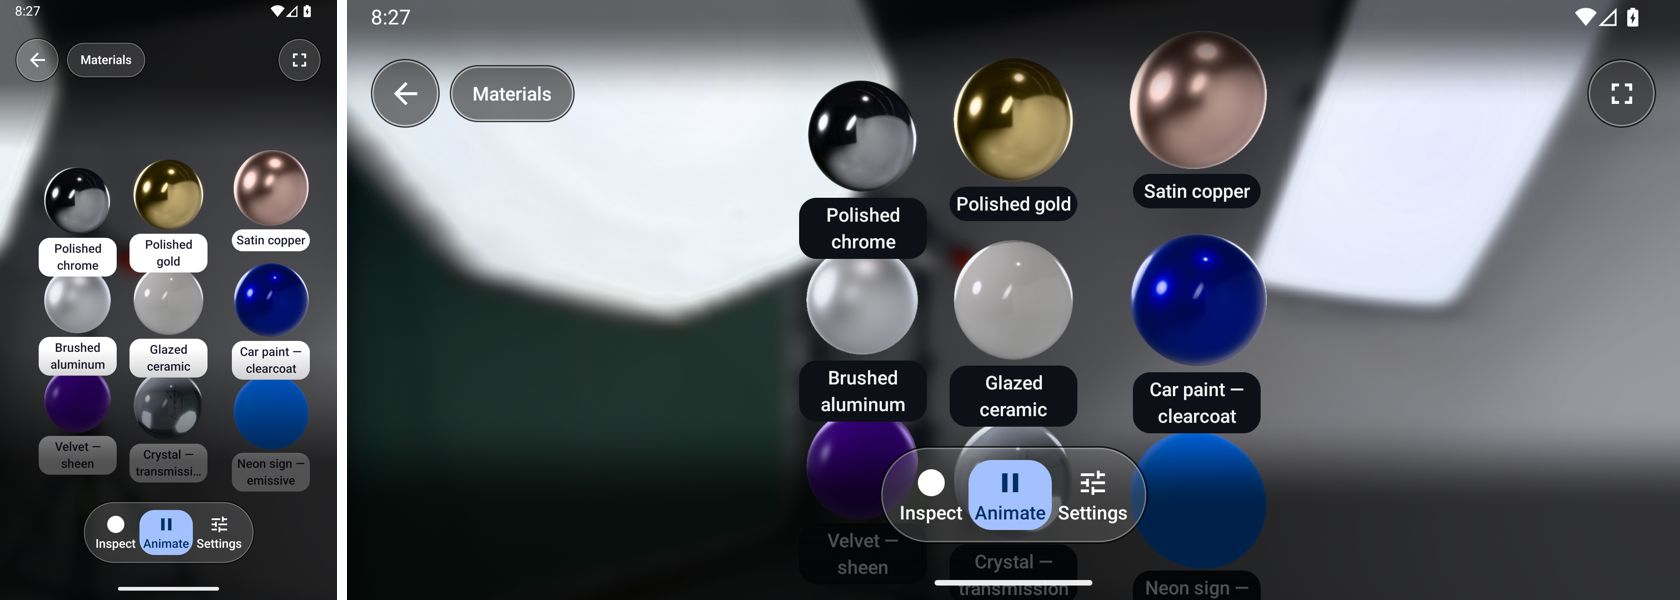 8:27
Materials
Polished
chrome
Polished
gold
Satin copper
Brushed
aluminum
Glazed
ceramic
Car paint —
clearcoat
Velvet —
sheen
Crystal —
transmissi...
Neon sign —
emissive
Inspect
Animate
Settings
8:27
Materials
Polished
chrome
Polished gold
Satin copper
Brushed
aluminum
Glazed
ceramic
Car paint —
clearcoat
Velvet —
sheen
Crystal —
transmission
Neon sign —
Inspect
Animate
Settings